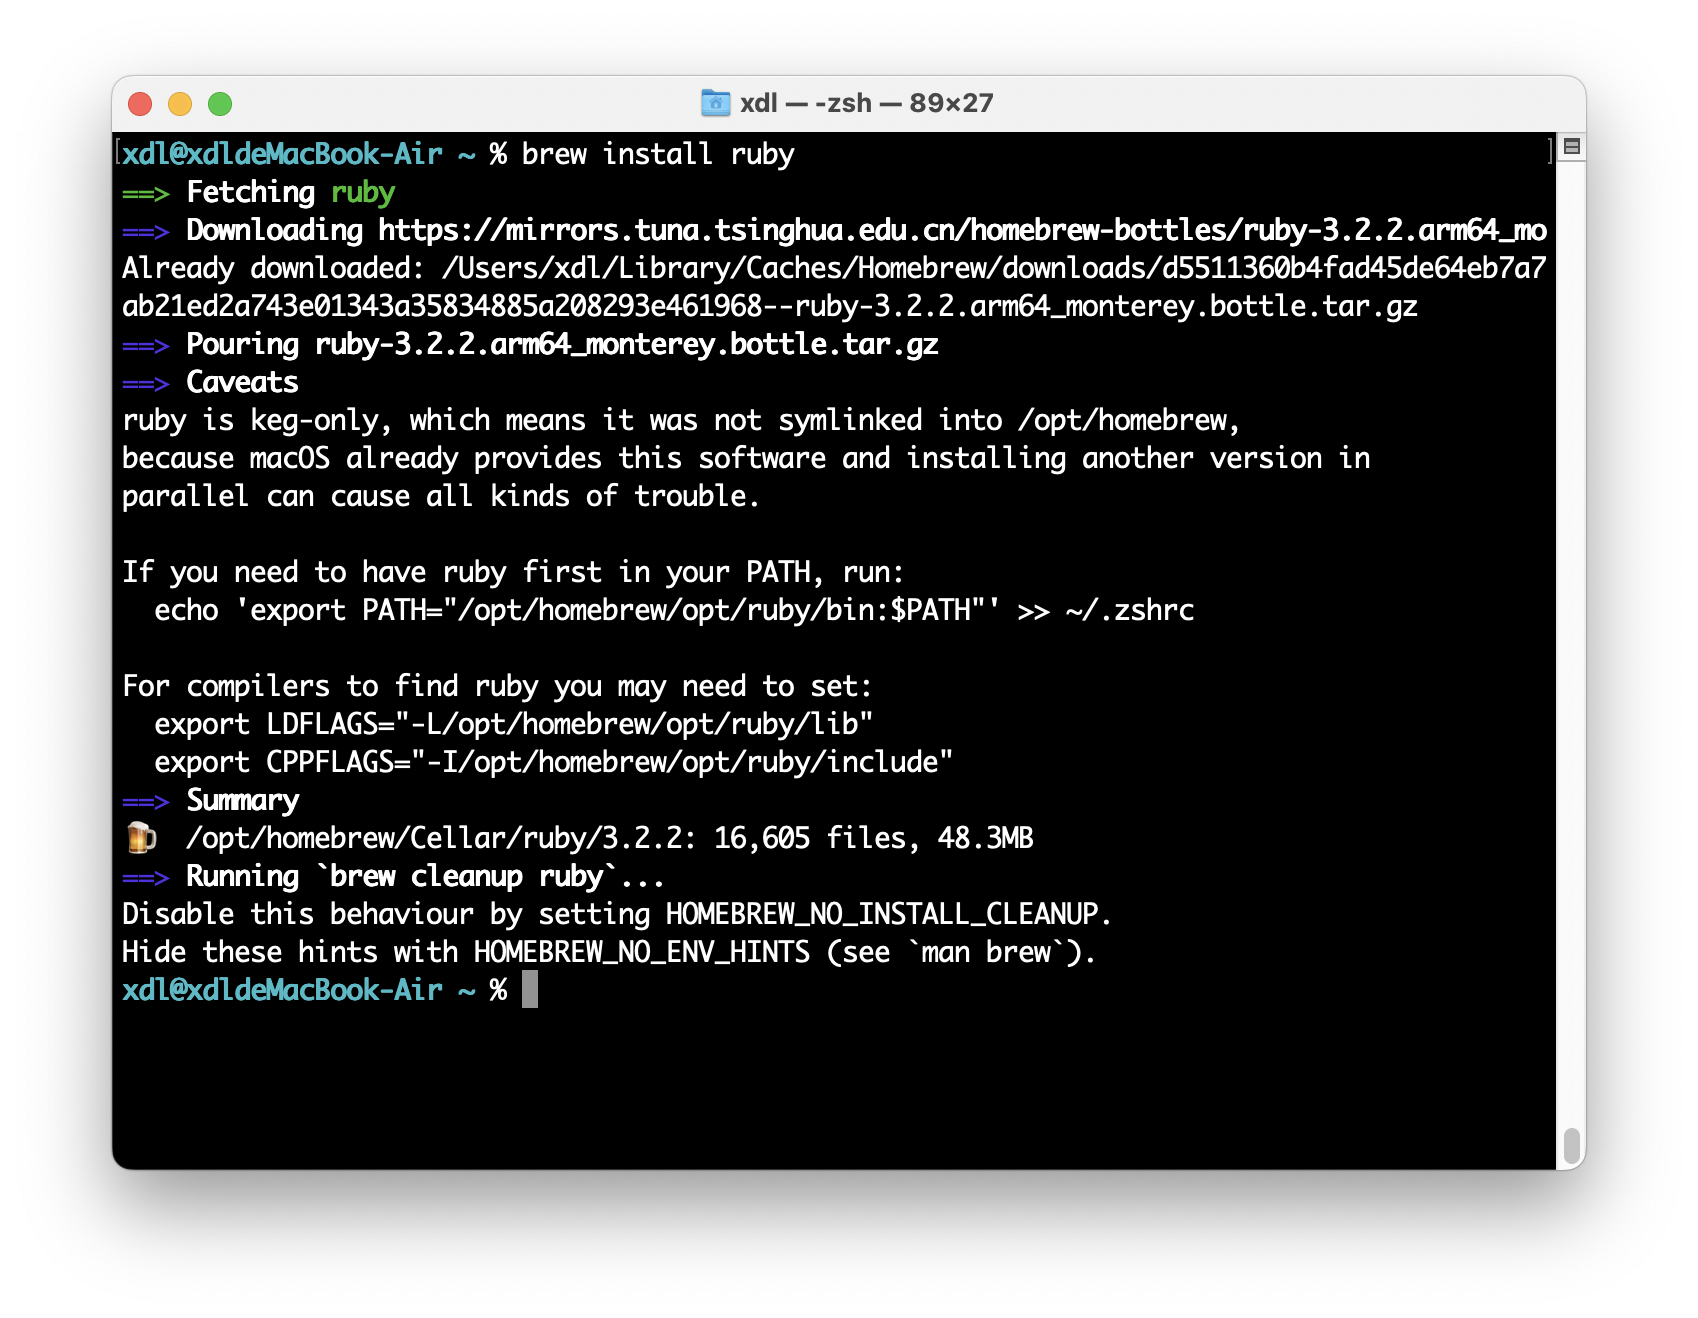 xdl — -zsh — 89×27
xdl@xdldeMacBook-Air ~ % brew install ruby
==> Fetching ruby
==> Downloading https://mirrors.tuna.tsinghua.edu.cn/homebrew-bottles/ruby-3.2.2.arm64_mo
Already downloaded: /Users/xdl/Library/Caches/Homebrew/downloads/d5511360b4fad45de64eb7a7
ab21ed2a743e01343a35834885a208293e461968--ruby-3.2.2.arm64_monterey.bottle.tar.gz
==> Pouring ruby-3.2.2.arm64_monterey.bottle.tar.gz
==> Caveats
ruby is keg-only, which means it was not symlinked into /opt/homebrew,
because macOS already provides this software and installing another version in
parallel can cause all kinds of trouble.

If you need to have ruby first in your PATH, run:
  echo 'export PATH="/opt/homebrew/opt/ruby/bin:$PATH"' >> ~/.zshrc

For compilers to find ruby you may need to set:
  export LDFLAGS="-L/opt/homebrew/opt/ruby/lib"
  export CPPFLAGS="-I/opt/homebrew/opt/ruby/include"
==> Summary
🍺  /opt/homebrew/Cellar/ruby/3.2.2: 16,605 files, 48.3MB
==> Running `brew cleanup ruby`...
Disable this behaviour by setting HOMEBREW_NO_INSTALL_CLEANUP.
Hide these hints with HOMEBREW_NO_ENV_HINTS (see `man brew`).
xdl@xdldeMacBook-Air ~ %